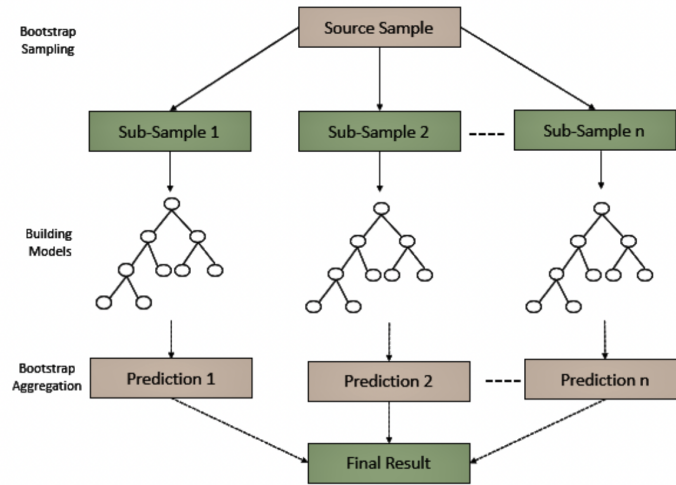 Bootstrap
Sampling
Source Sample
Sub-Sample 1
Sub-Sample 2
Sub-Sample n
Building
Models
Bootstrap
Aggregation
Prediction 1
Prediction 2
Prediction n
Final Result